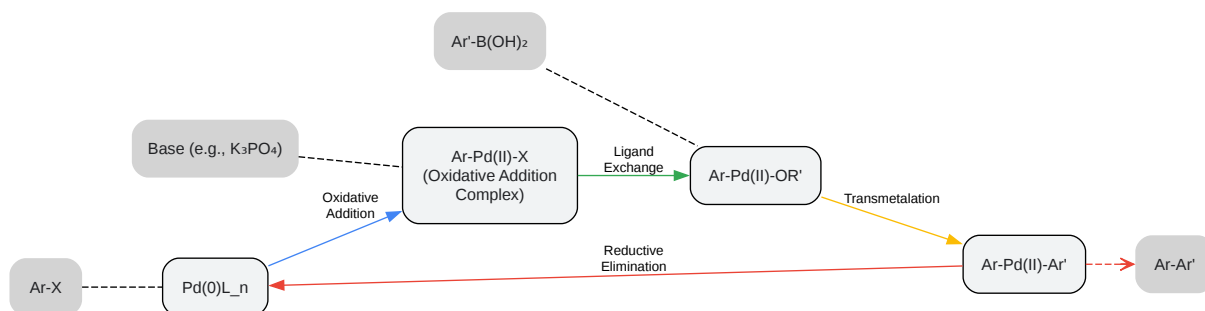 Ar'-B(OH)₂
Base (e.g., K₃PO₄)
Ar-Pd(II)-X
(Oxidative Addition
Complex)
Ligand
Exchange
Ar-Pd(II)-OR'
Oxidative
Addition
Transmetalation
Reductive
Elimination
Ar-X
Pd(0)L_n
Ar-Pd(II)-Ar'
Ar-Ar'